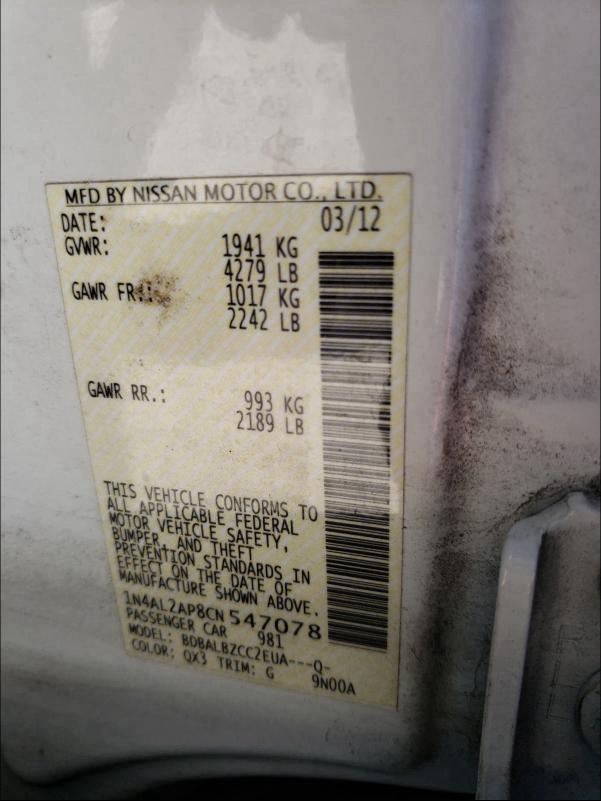 MFD BY NISSAN MOTOR CO., LTD.
DATE: 03/12
GVWR: 1941 KG
4279 LB
GAWR FR.: 1017 KG
2242 LB
GAWR RR.: 993 KG
2189 LB
THIS VEHICLE CONFORMS TO
ALL APPLICABLE FEDERAL
MOTOR VEHICLE SAFETY,
BUMPER, AND THEFT
PREVENTION STANDARDS IN
EFFECT ON THE DATE OF
MANUFACTURE SHOWN ABOVE.
1N4AL2AP8CN 547078
PASSENGER CAR 981
MODEL: BDBALBZCC2EUA---Q-
COLOR: QX3 TRIM: G 9N00A